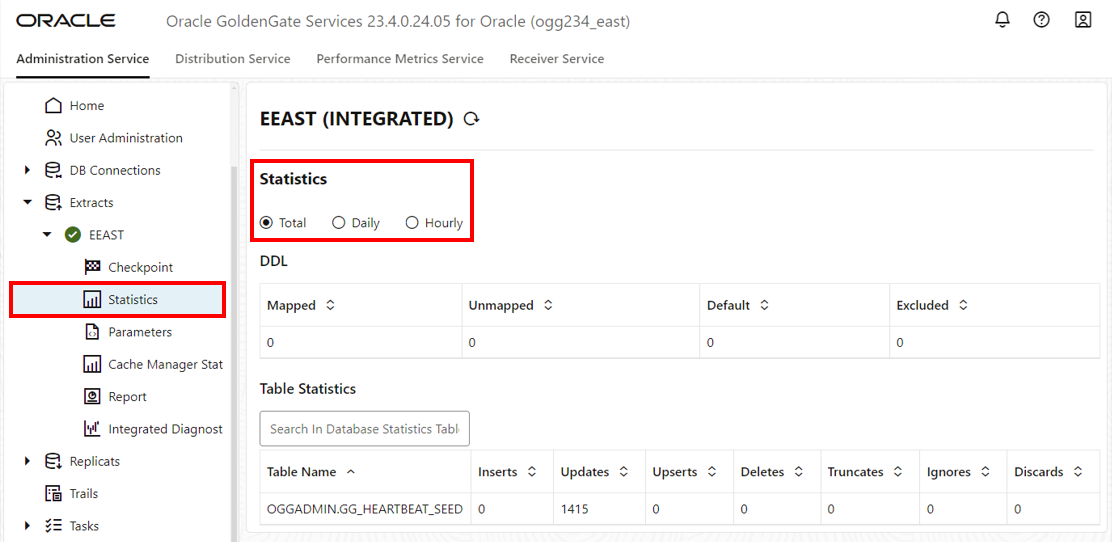 ORACLE Oracle GoldenGate Services 23.4.0.24.05 for Oracle (ogg234_east)
Administration Service Distribution Service Performance Metrics Service Receiver Service
Home
User Administration
DB Connections
Extracts
EEAST
Checkpoint
Statistics
Parameters
Cache Manager Stat
Report
Integrated Diagnost
Replicats
Trails
Tasks
EEAST (INTEGRATED)
Statistics
Total Daily Hourly
DDL
Mapped Unmapped Default Excluded
0 0 0 0
Table Statistics
Search In Database Statistics Table
Table Name Inserts Updates Upserts Deletes Truncates Ignores Discards
OGGADMIN.GG_HEARTBEAT_SEED 0 1415 0 0 0 0 0